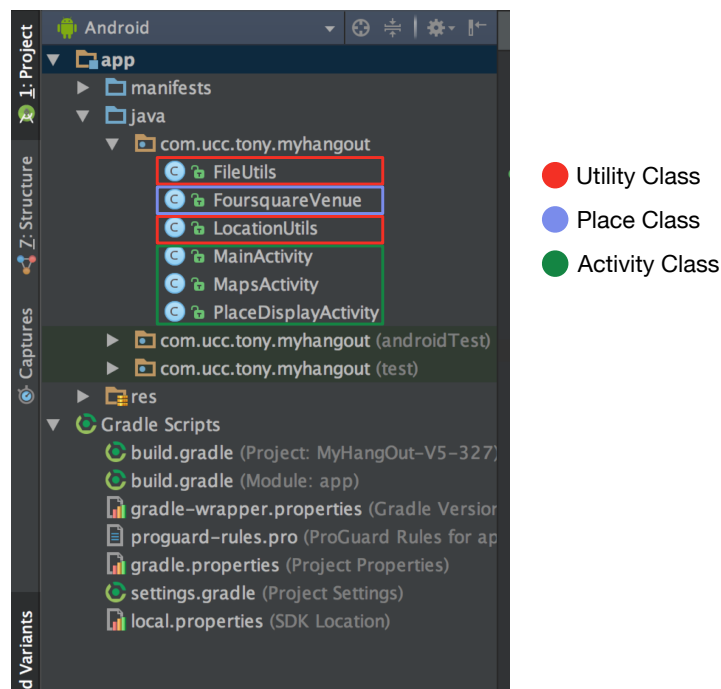 Android
1: Project
app
manifests
java
com.ucc.tony.myhangout
FileUtils
FoursquareVenue
LocationUtils
MainActivity
MapsActivity
PlaceDisplayActivity
com.ucc.tony.myhangout (androidTest)
com.ucc.tony.myhangout (test)
res
Gradle Scripts
build.gradle (Project: MyHangOut-V5-327)
build.gradle (Module: app)
gradle-wrapper.properties (Gradle Version
proguard-rules.pro (ProGuard Rules for ap
gradle.properties (Project Properties)
settings.gradle (Project Settings)
local.properties (SDK Location)
Z: Structure
Captures
d Variants
Utility Class
Place Class
Activity Class